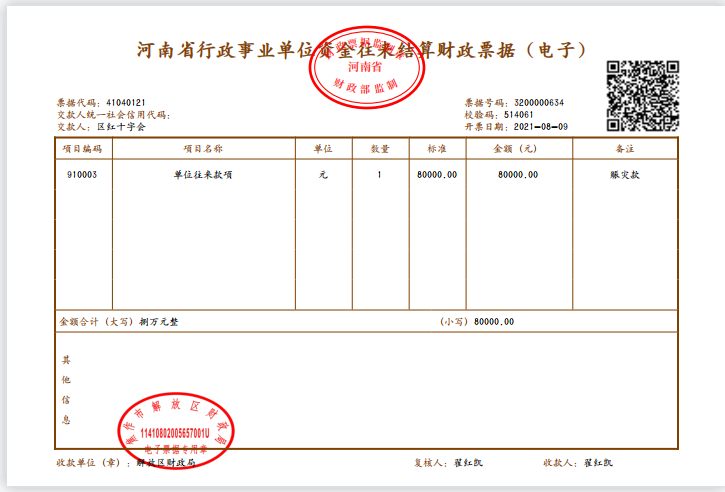 河南省行政事业单位资金往来结算财政票据（电子）
财政票据监制章
河南省
财政部监制
票据代码：41040121
票据号码：3200000634
交款人统一社会信用代码：
校验码：514061
交款人：区红十字会
开票日期：2021-08-09
项目编码 项目名称 单位 数量 标准 金额（元） 备注
910003 单位往来款项 元 1 80000.00 80000.00 赈灾款
金额合计（大写）捌万元整 （小写）80000.00
其他信息
焦作市解放区财政局
11410802005657001U
电子票据专用章
收款单位（章）：解放区财政局 复核人：翟红凯 收款人：翟红凯